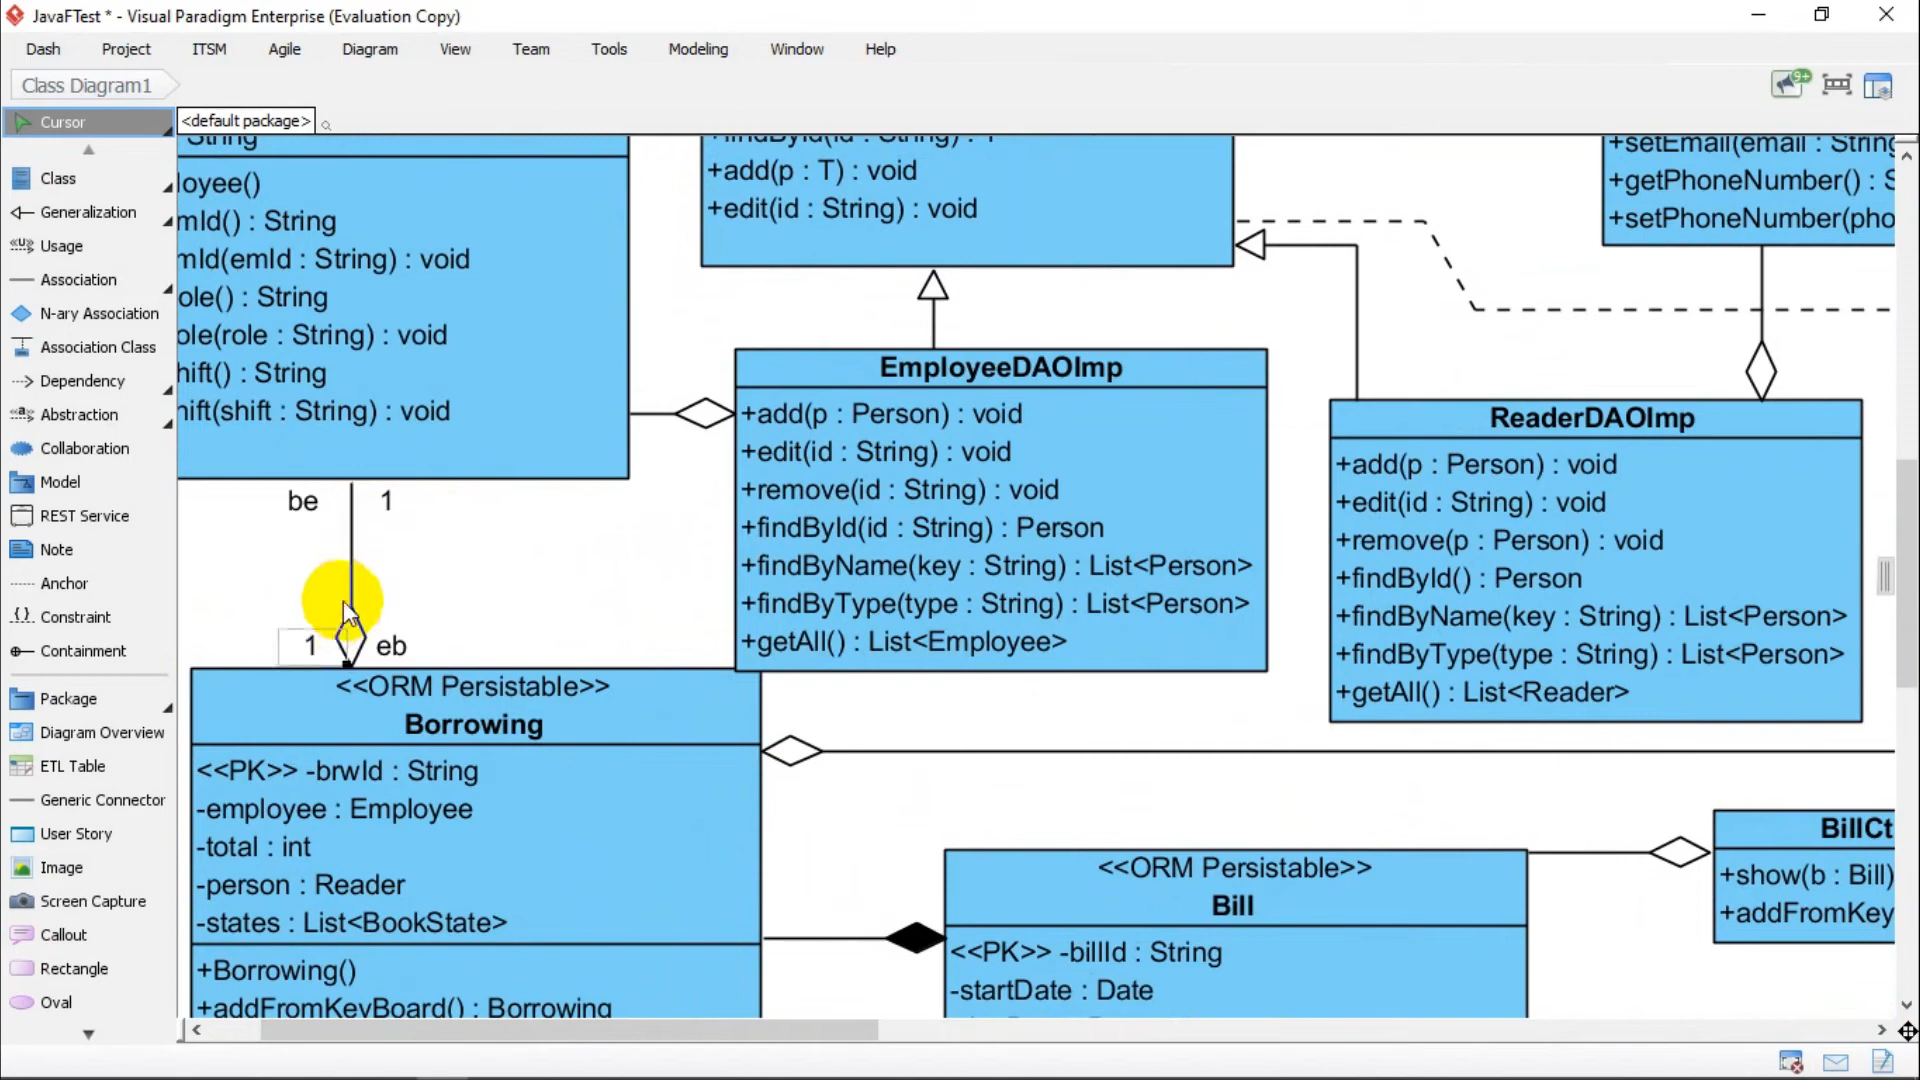 JavaFTest * - Visual Paradigm Enterprise (Evaluation Copy)
Dash Project ITSM Agile Diagram View Team Tools Modeling Window Help
Class Diagram1
9+
Cursor
Class
Generalization
Usage
Association
N-ary Association
Association Class
Dependency
Abstraction
Collaboration
Model
REST Service
Note
Anchor
Constraint
Containment
Package
Diagram Overview
ETL Table
Generic Connector
User Story
Image
Screen Capture
Callout
Rectangle
Oval
<default package>
String
loyee()
mId() : String
mId(emId : String) : void
ole() : String
ole(role : String) : void
hift() : String
hift(shift : String) : void
be 1
1 eb
+findById(id : String) : T
+add(p : T) : void
+edit(id : String) : void
+setEmail(email : String
+getPhoneNumber() : S
+setPhoneNumber(pho
EmployeeDAOImp
+add(p : Person) : void
+edit(id : String) : void
+remove(id : String) : void
+findById(id : String) : Person
+findByName(key : String) : List<Person>
+findByType(type : String) : List<Person>
+getAll() : List<Employee>
ReaderDAOImp
+add(p : Person) : void
+edit(id : String) : void
+remove(p : Person) : void
+findById() : Person
+findByName(key : String) : List<Person>
+findByType(type : String) : List<Person>
+getAll() : List<Reader>
<<ORM Persistable>>
Borrowing
<<PK>> -brwId : String
-employee : Employee
-total : int
-person : Reader
-states : List<BookState>
+Borrowing()
+addFromKeyBoard() : Borrowing
<<ORM Persistable>>
Bill
<<PK>> -billId : String
-startDate : Date
BillCt
+show(b : Bill)
+addFromKey